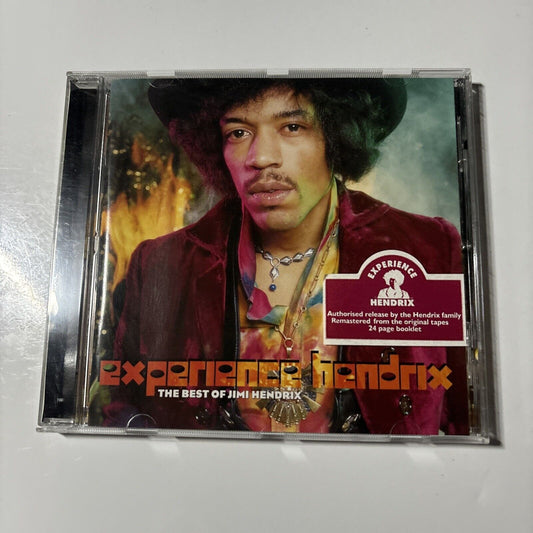 EXPERIENCE
HENDRIX
Authorised release by the Hendrix family
Remastered from the original tapes
24 page booklet
experience hendrix
THE BEST OF JIMI HENDRIX